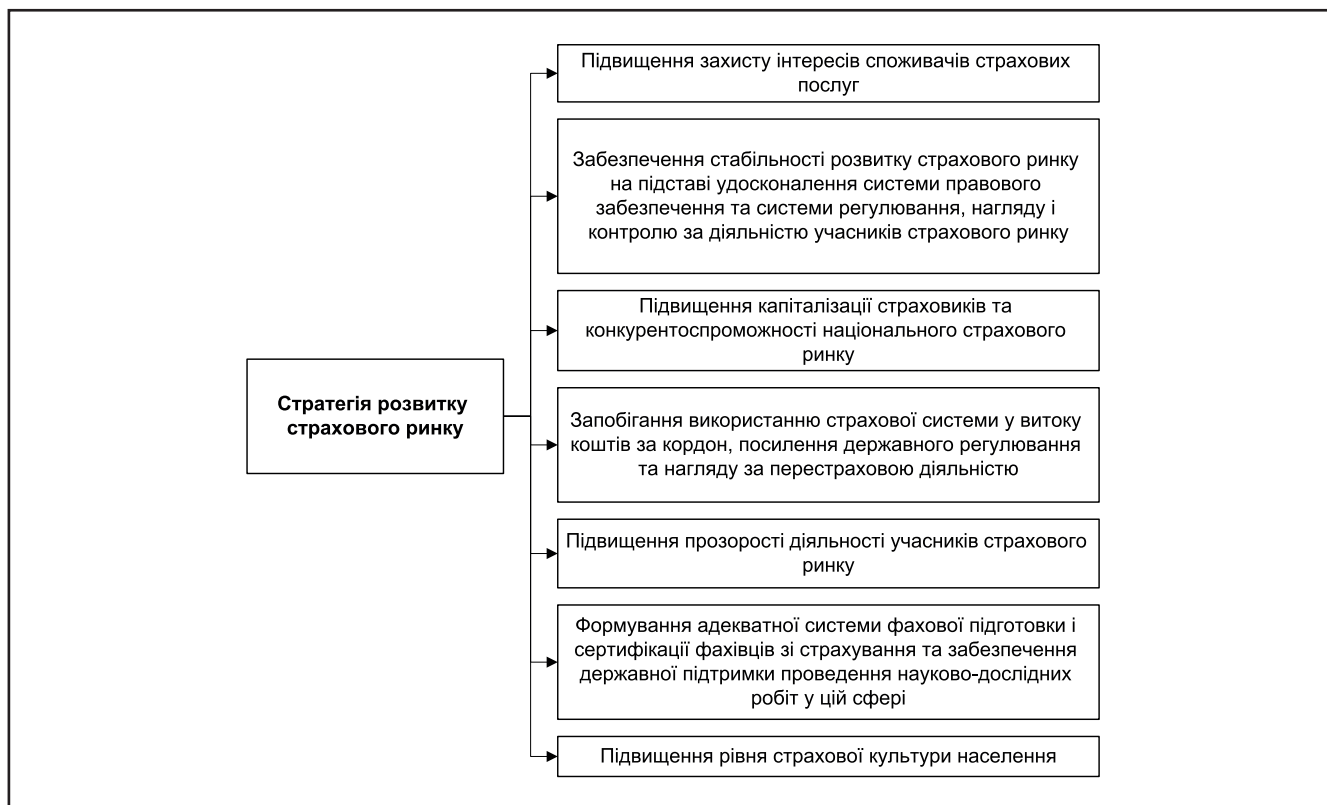 Підвищення захисту інтересів споживачів страхових
послуг
Забезпечення стабільності розвитку страхового ринку
на підставі удосконалення системи правового
забезпечення та системи регулювання, нагляду і
контролю за діяльністю учасників страхового ринку
Підвищення капіталізації страховиків та
конкурентоспроможності національного страхового
ринку
Стратегія розвитку
страхового ринку
Запобігання використанню страхової системи у витоку
коштів за кордон, посилення державного регулювання
та нагляду за перестраховою діяльністю
Підвищення прозорості діяльності учасників страхового
ринку
Формування адекватної системи фахової підготовки і
сертифікації фахівців зі страхування та забезпечення
державної підтримки проведення науково-дослідних
робіт у цій сфері
Підвищення рівня страхової культури населення